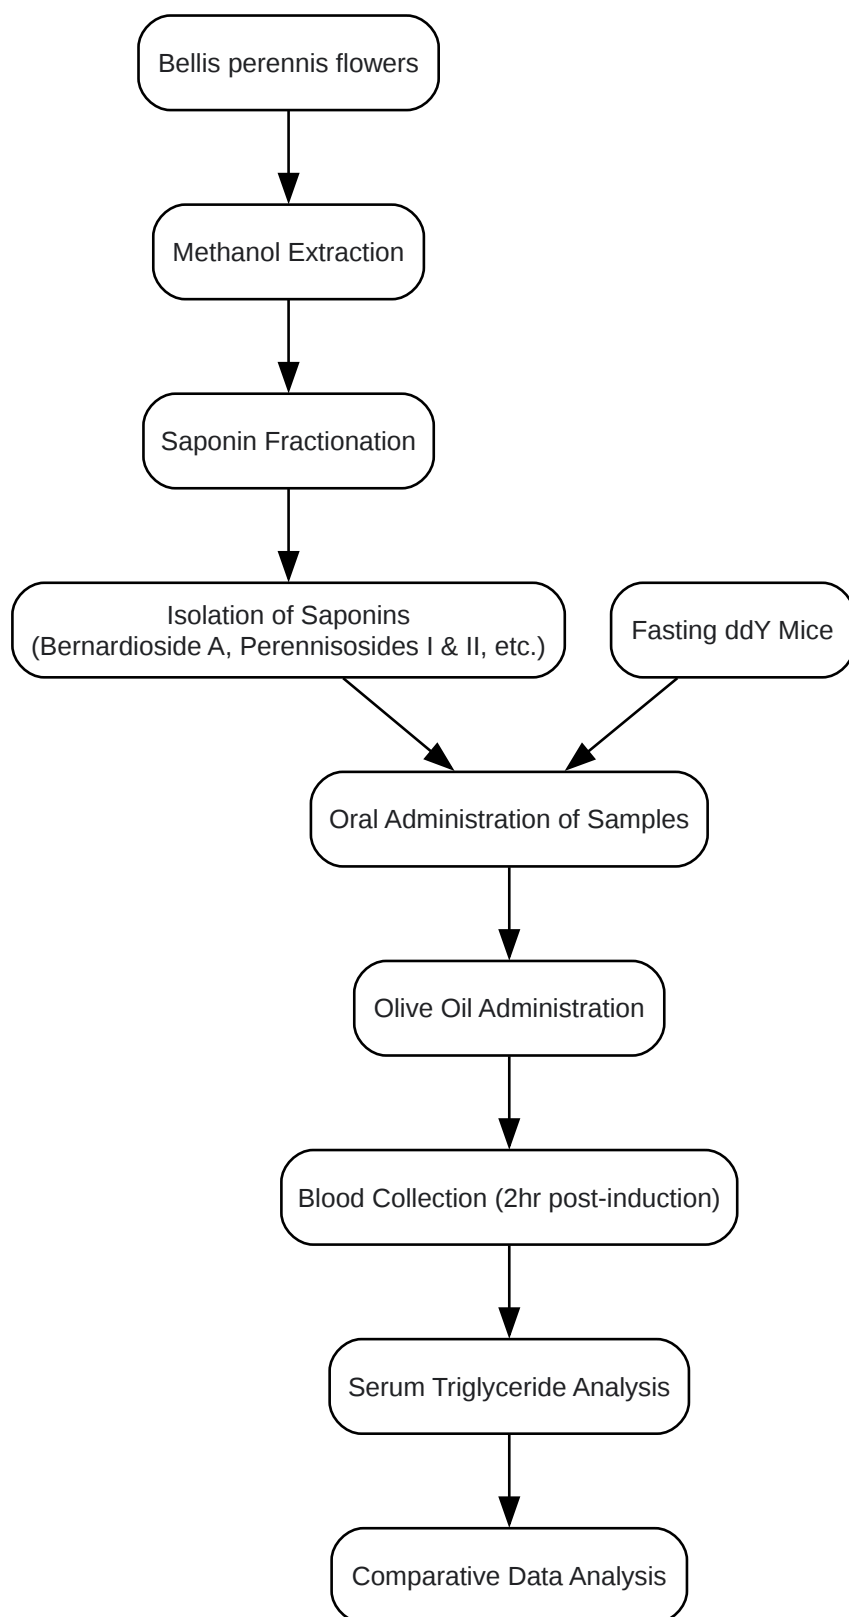 Bellis perennis flowers
Methanol Extraction
Saponin Fractionation
Isolation of Saponins
(Bernardioside A, Perennisosides I & II, etc.)
Fasting ddY Mice
Oral Administration of Samples
Olive Oil Administration
Blood Collection (2hr post-induction)
Serum Triglyceride Analysis
Comparative Data Analysis